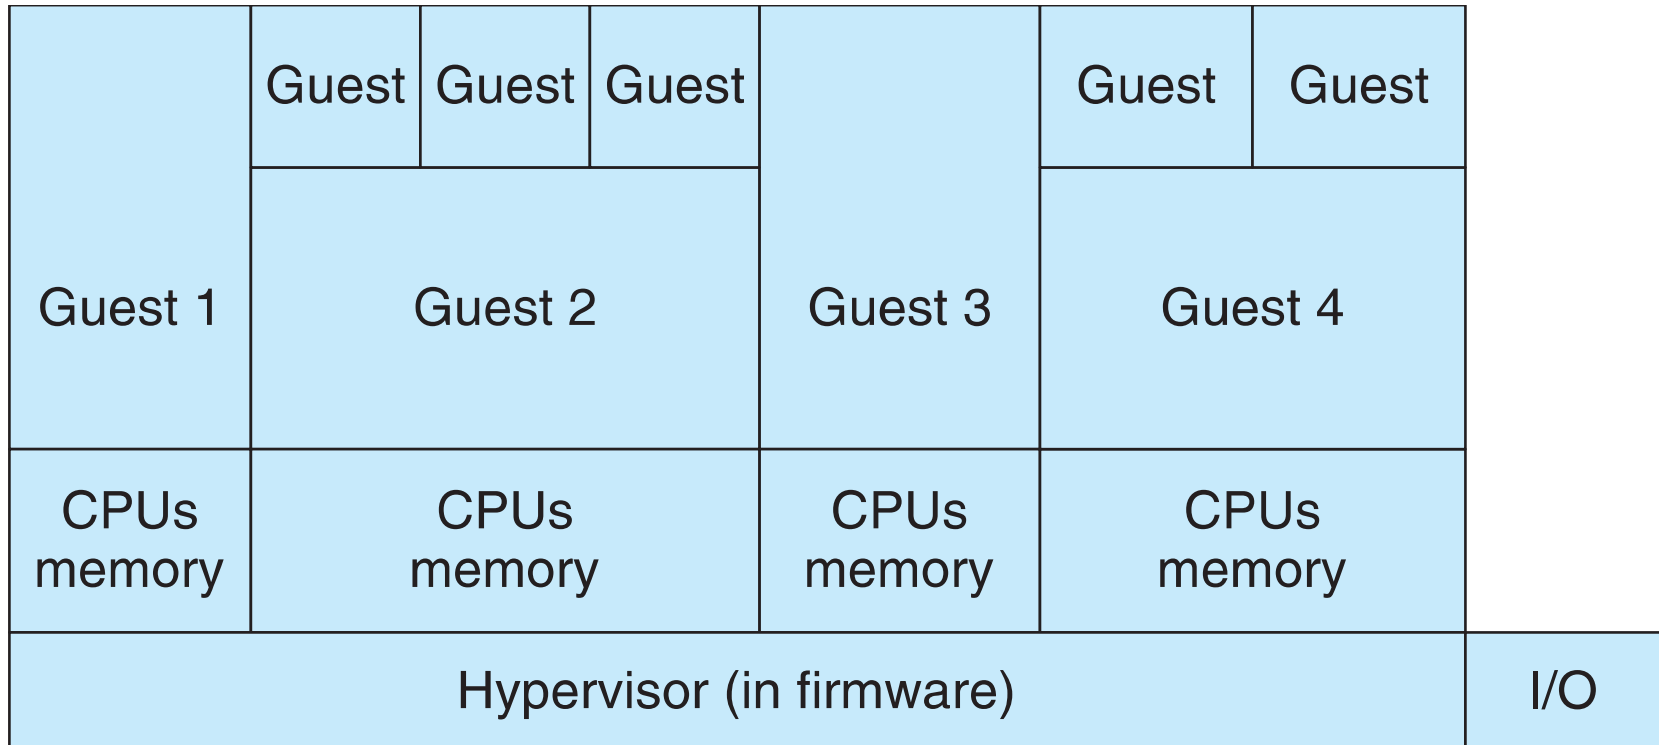 Guest Guest Guest Guest Guest
Guest 1 Guest 2 Guest 3 Guest 4
CPUs CPUs CPUs CPUs
memory memory memory memory
Hypervisor (in firmware) I/O